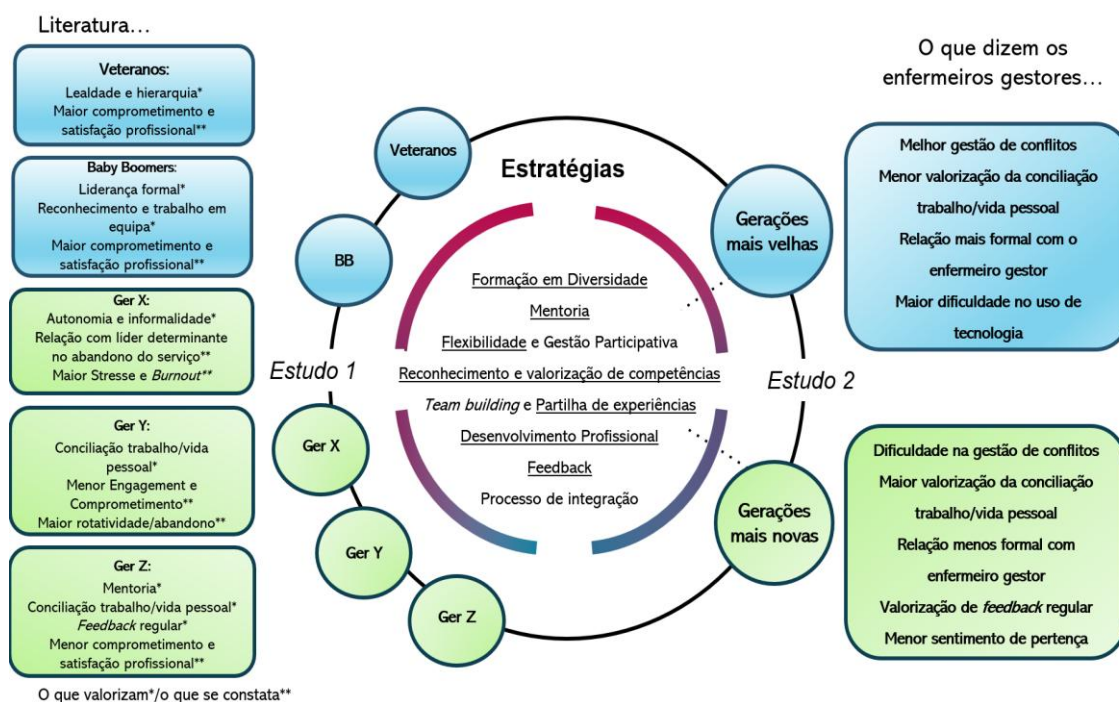 Literatura...
Veteranos:
Lealdade e hierarquia*
Maior comprometimento e
satisfação profissional**
Baby Boomers:
Liderança formal*
Reconhecimento e trabalho em
equipa*
Maior comprometimento e
satisfação profissional**
Ger X:
Autonomia e informalidade*
Relação com lider determinante
no abandono do serviço**
Maior Stresse e Burnout**
Ger Y:
Conciliação trabalho/vida
pessoal*
Menor Engagement e
Comprometimento**
Maior rotatividade/abandono**
Ger Z:
Mentoria*
Conciliação trabalho/vida pessoal*
Feedback regular*
Menor comprometimento e
satisfação profissional**
O que valorizam*/o que se constata**
Veteranos
BB
Estudo 1
Ger X
Ger Y
Ger Z
Estratégias
Formação em Diversidade
Mentoria
Flexibilidade e Gestão Participativa
Reconhecimento e valorização de competências
Team building e Partilha de experiências
Desenvolvimento Profissional
Feedback
Processo de integração
Gerações
mais velhas
Estudo 2
Gerações
mais novas
O que dizem os
enfermeiros gestores...
Melhor gestão de conflitos
Menor valorização da conciliação
trabalho/vida pessoal
Relação mais formal com o
enfermeiro gestor
Maior dificuldade no uso de
tecnologia
Dificuldade na gestão de conflitos
Maior valorização da conciliação
trabalho/vida pessoal
Relação menos formal com
enfermeiro gestor
Valorização de feedback regular
Menor sentimento de pertença